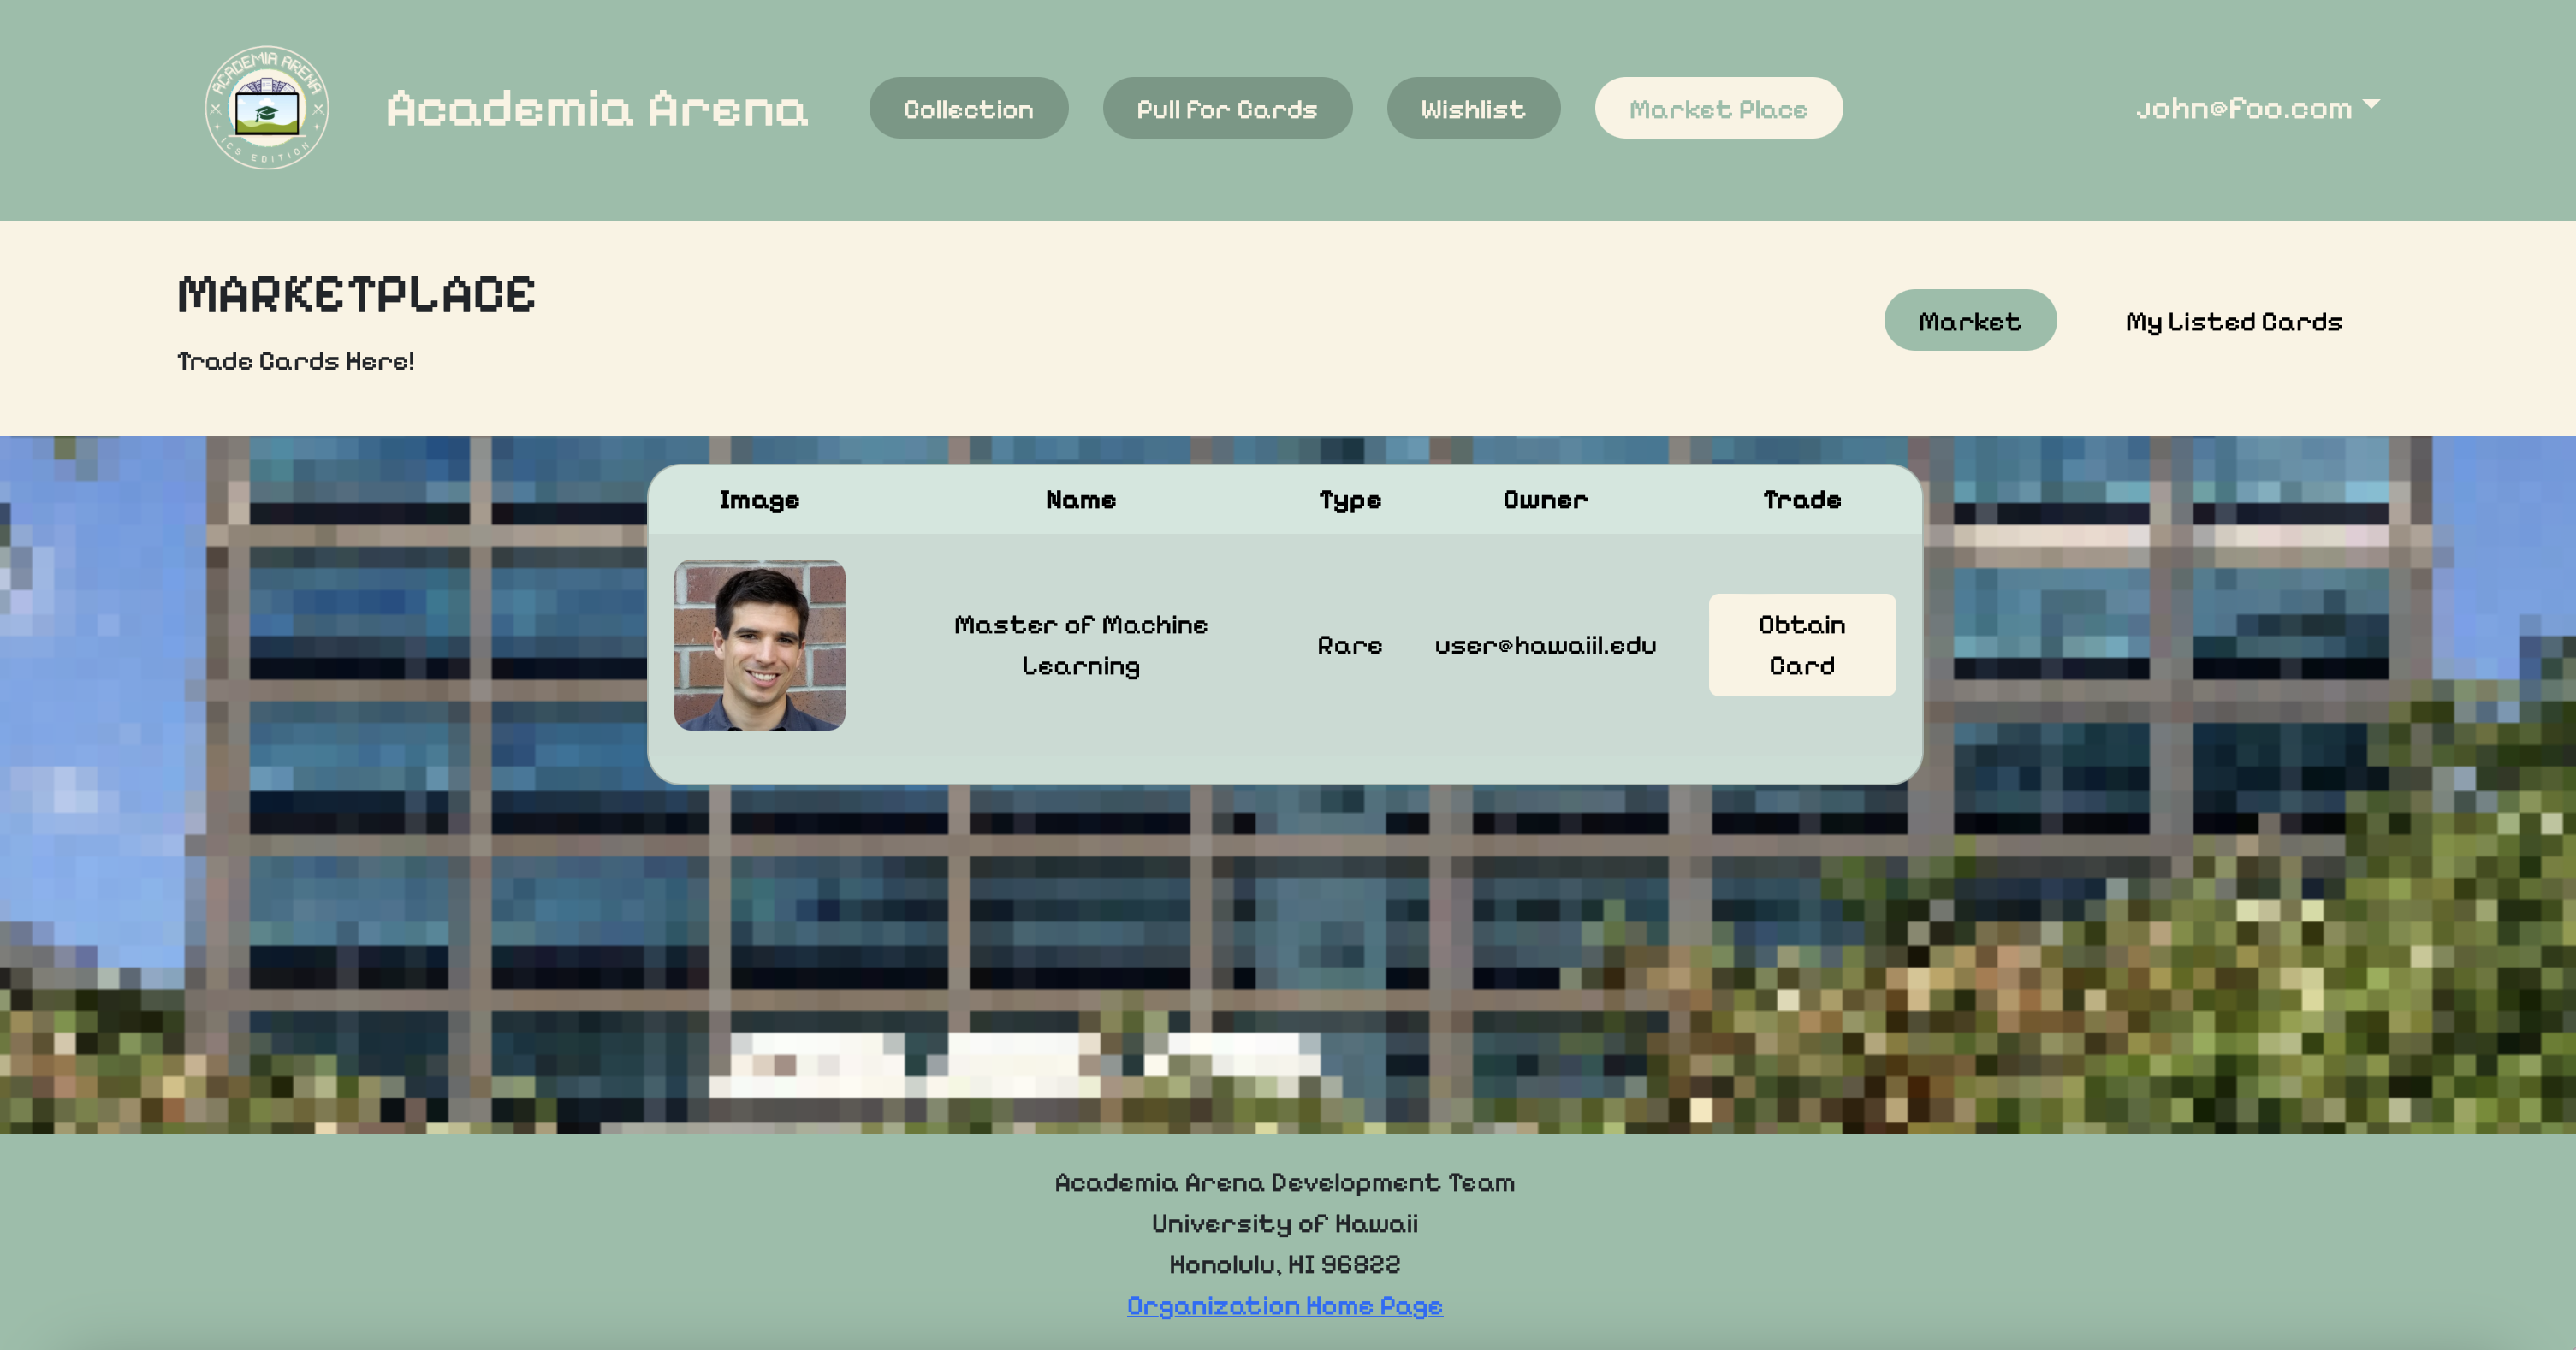 ACADEMIA ARENA
ICS EDITION
Academia Arena
Collection
Pull for Cards
Wishlist
Market Place
john@foo.com
MARKETPLACE
Trade Cards Here!
Market
My Listed Cards
Image Name Type Owner Trade
Master of Machine
Learning
Rare
user@hawaiil.edu
Obtain
Card
Academia Arena Development Team
University of Hawaii
Honolulu, HI 96822
Organization Home Page